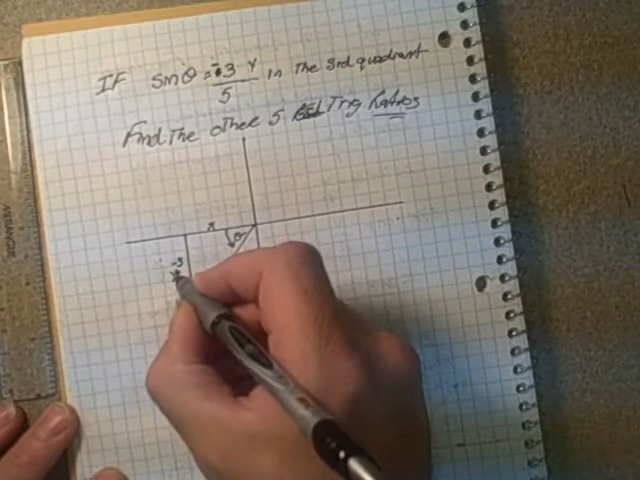 IF sinθ = -3 y in the 3rd quadrant
5
Find the other 5 Trig Ratios
x
θ
-3
y